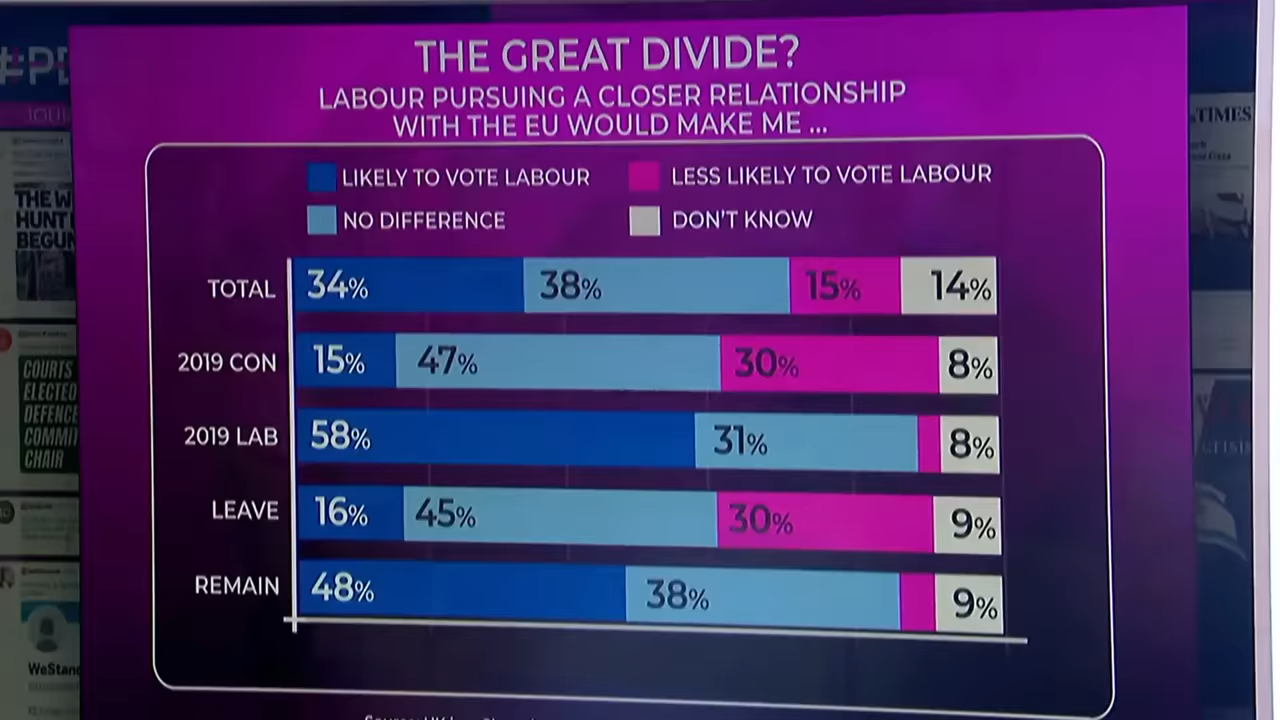 THE GREAT DIVIDE?
LABOUR PURSUING A CLOSER RELATIONSHIP
WITH THE EU WOULD MAKE ME ...
LIKELY TO VOTE LABOUR
LESS LIKELY TO VOTE LABOUR
NO DIFFERENCE
DON'T KNOW
TOTAL 34% 38% 15% 14%
2019 CON 15% 47% 30% 8%
2019 LAB 58% 31% 8%
LEAVE 16% 45% 30% 9%
REMAIN 48% 38% 9%
THE W
HUNT
BEGUN
COURTS
ELECTED
DEFENCE
COMMIT
CHAIR
WeStand
TIMES